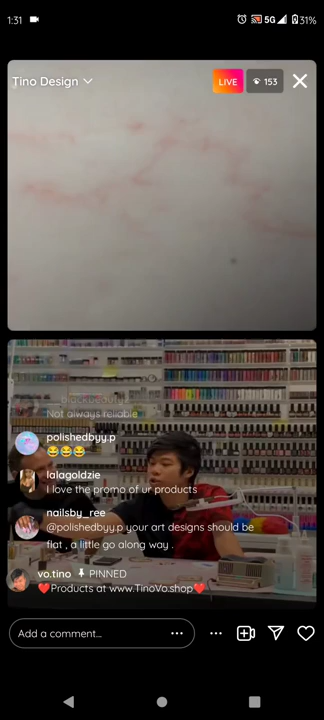 1:31
5G
31%
Tino Design
LIVE
153
Not always reliable
polishedbyy.p
😂😂😂
lalagoldzie
I love the promo of ur products
nailsby_ree
@polishedbyy.p your art designs should be
flat , a little go along way .
vo.tino PINNED
❤️Products at www.TinoVo.shop❤️
Add a comment...